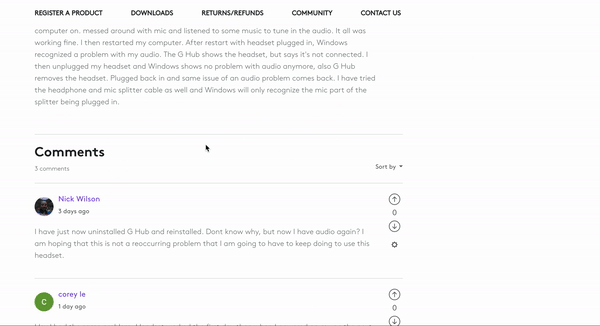 REGISTER A PRODUCT DOWNLOADS RETURNS/REFUNDS COMMUNITY CONTACT US
computer on. messed around with mic and listened to some music to tune in the audio. It all was
working fine. I then restarted my computer. After restart with headset plugged in, Windows
recognized a problem with my audio. The G Hub shows the headset, but says it's not connected. I
then unplugged my headset and Windows shows no problem with audio anymore, also G Hub
removes the headset. Plugged back in and same issue of an audio problem comes back. I have tried
the headphone and mic splitter cable as well and Windows will only recognize the mic part of the
splitter being plugged in.
Comments
3 comments
Sort by
Nick Wilson
3 days ago
0
I have just now uninstalled G Hub and reinstalled. Dont know why, but now I have audio again? I
am hoping that this is not a reoccurring problem that I am going to have to keep doing to use this
headset.
C
corey le
1 day ago
0